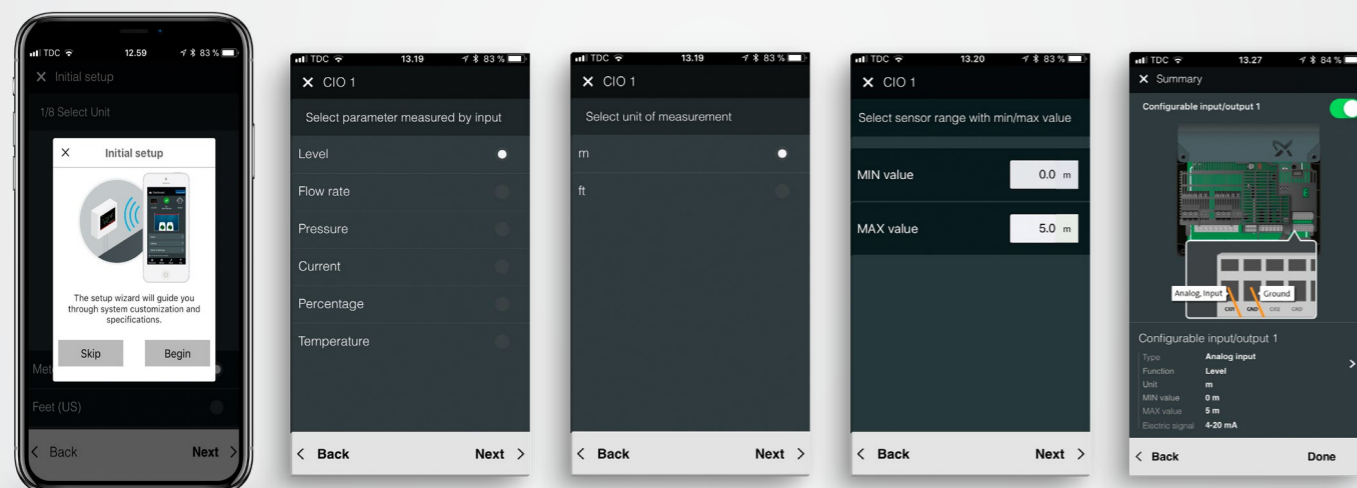 TDC 12.59 83 %
Initial setup
1/8 Select Unit
Initial setup
The setup wizard will guide you
through system customization and
specifications.
Skip Begin
Met
Feet (US)
Back Next
TDC 13.19 83 %
CIO 1
Select parameter measured by input
Level
Flow rate
Pressure
Current
Percentage
Temperature
Back Next
TDC 13.19 83 %
CIO 1
Select unit of measurement
m
ft
Back Next
TDC 13.20 83 %
CIO 1
Select sensor range with min/max value
MIN value 0.0 m
MAX value 5.0 m
Back Next
TDC 13.27 84 %
Summary
Configurable input/output 1
Analog, Input Ground
CIO1 GND CIO2 GND
Configurable input/output 1
Type Analog input
Function Level
Unit m
MIN value 0 m
MAX value 5 m
Electric signal 4-20 mA
Back Done